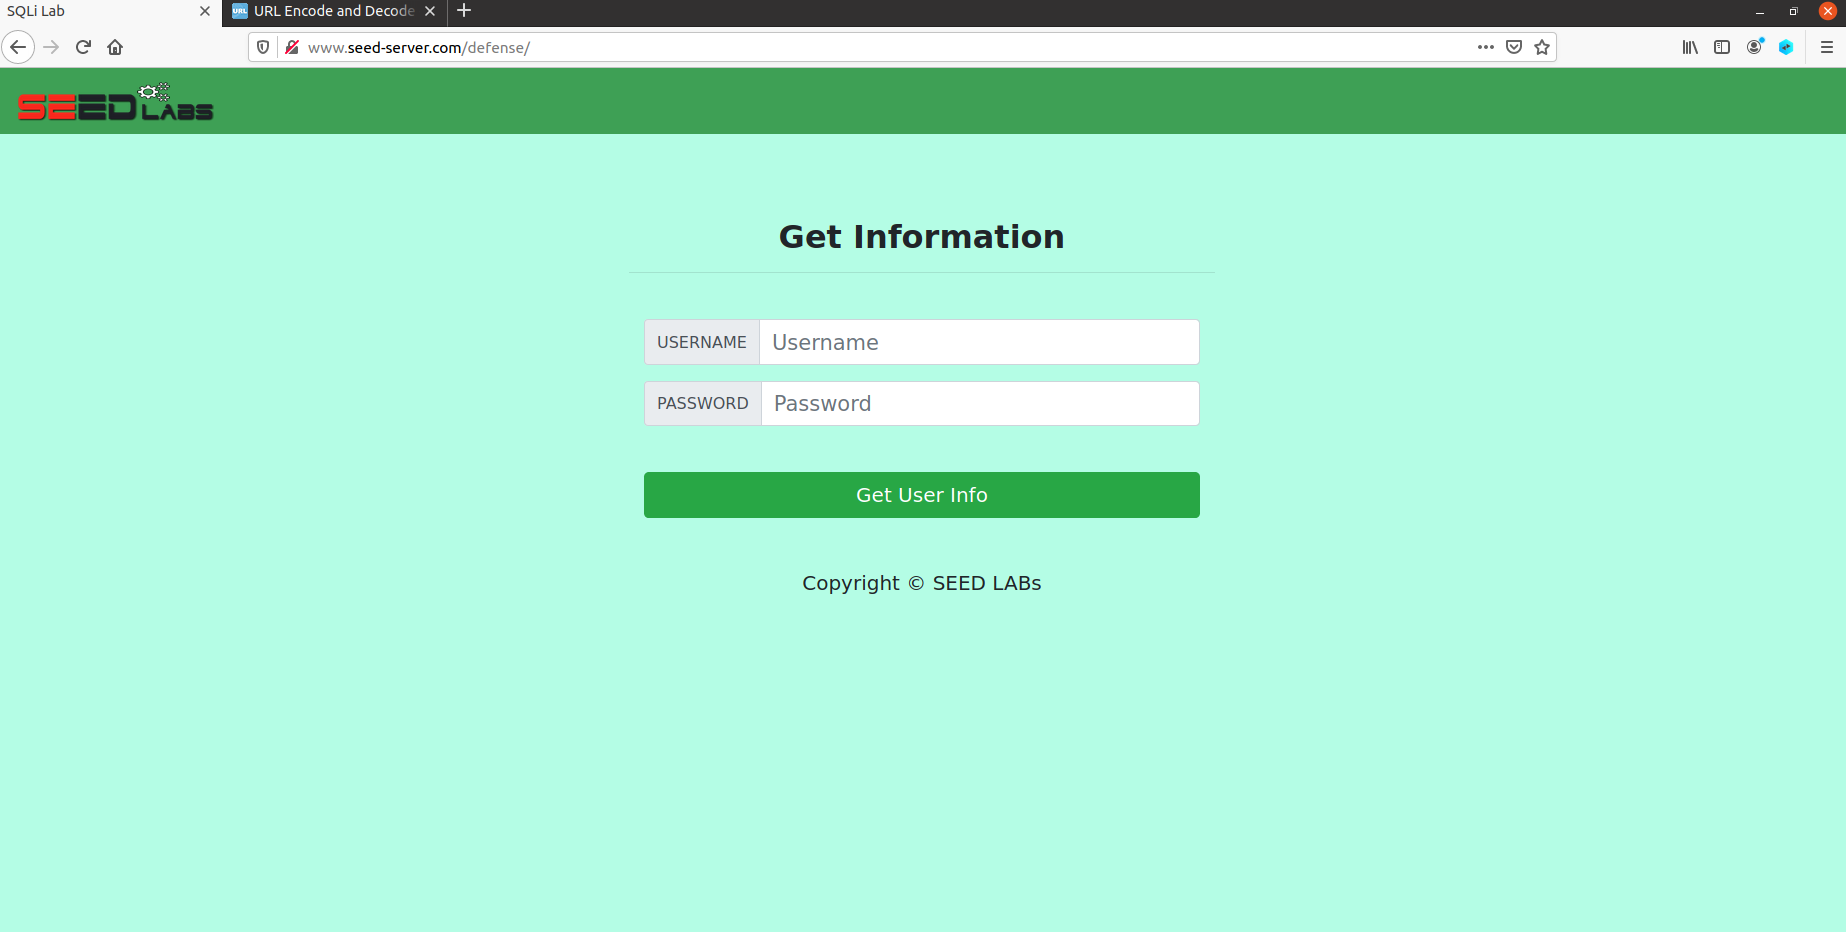 SQLi Lab
URL URL Encode and Decode
www.seed-server.com/defense/
SEED LABS
Get Information
USERNAME Username
PASSWORD Password
Get User Info
Copyright © SEED LABs